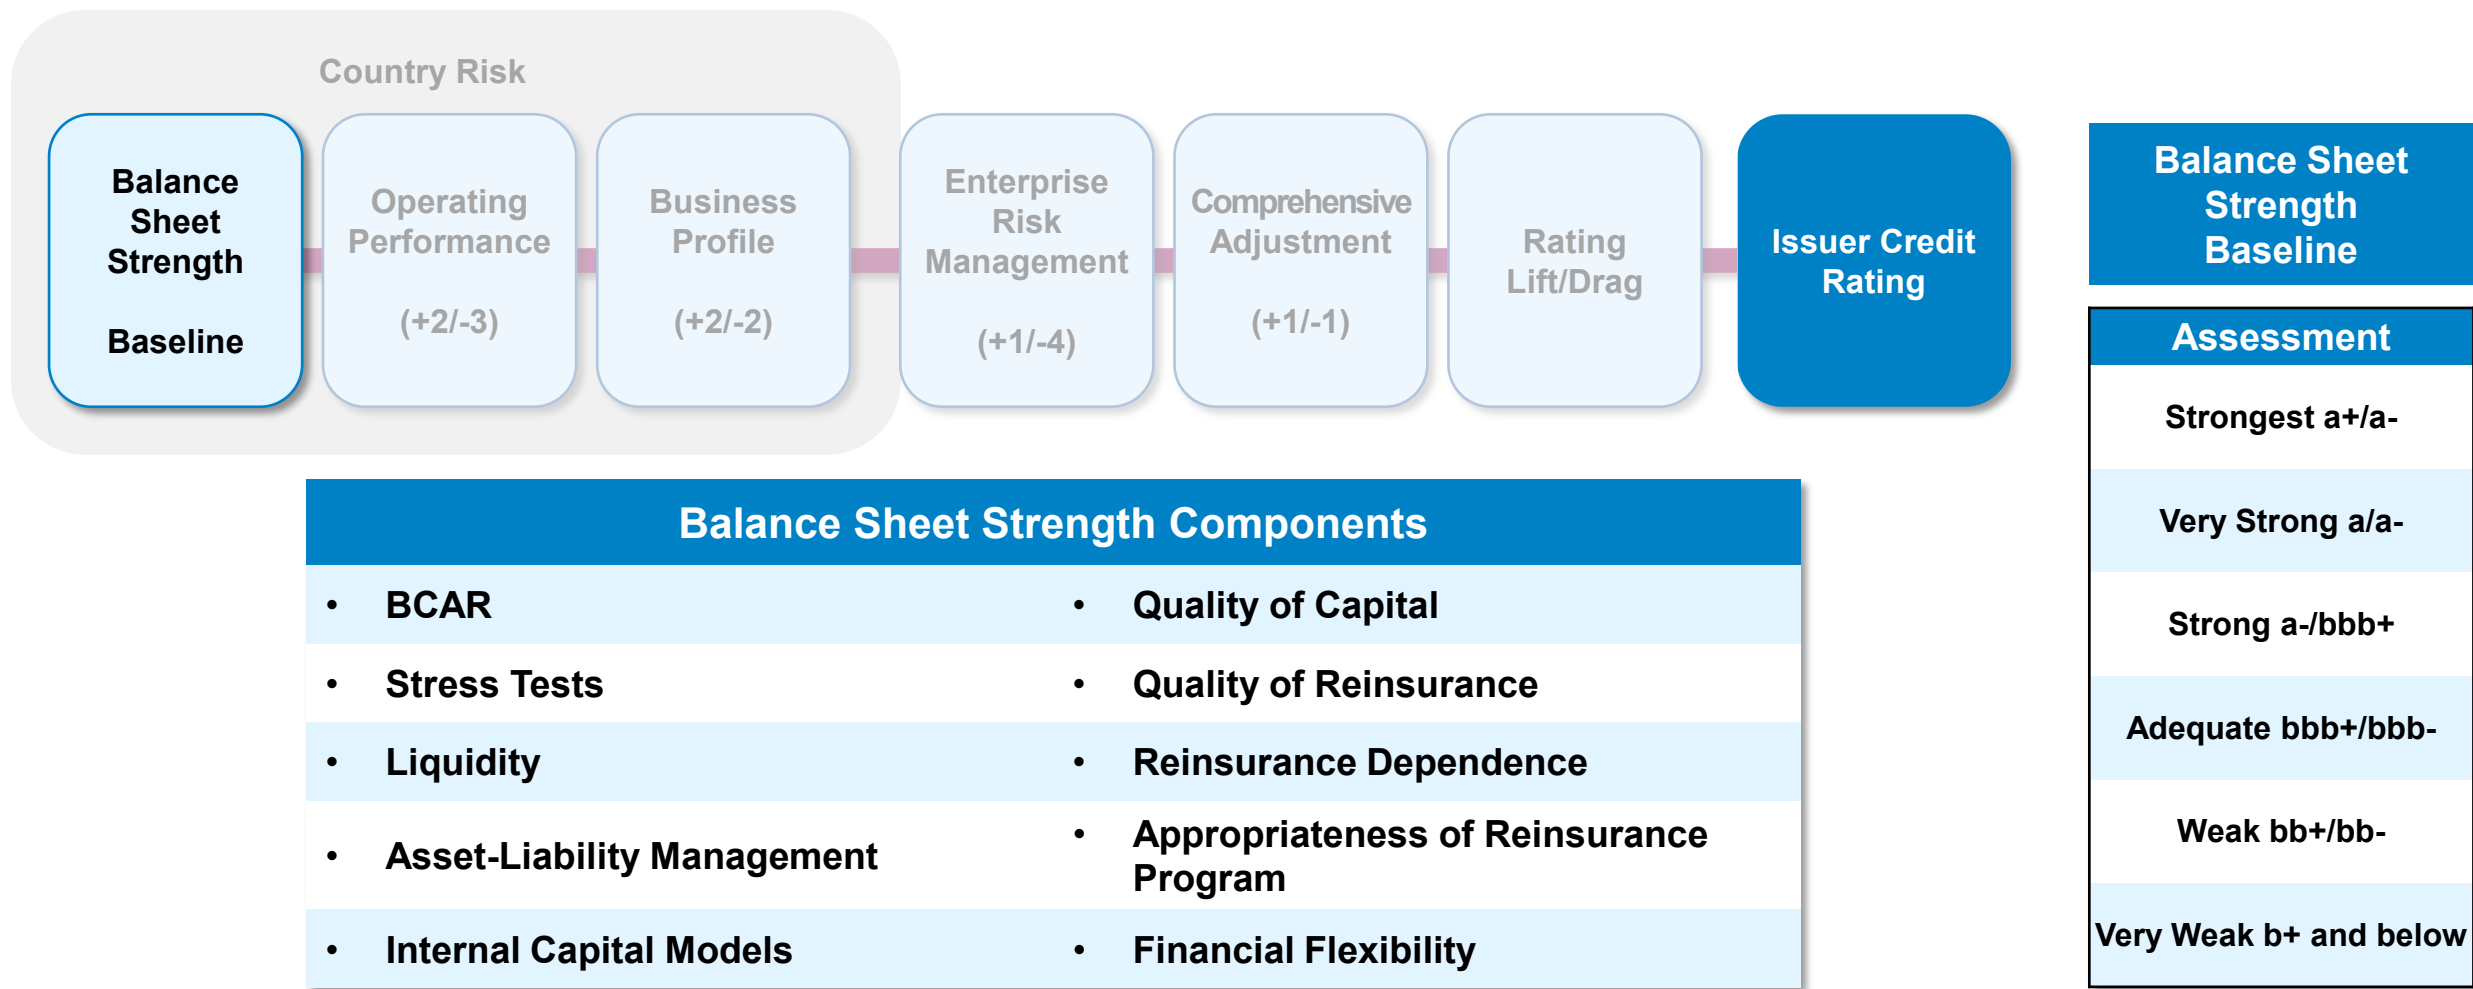 Country Risk
Balance
Sheet
Strength
Baseline
Operating
Performance
(+2/-3)
Business
Profile
(+2/-2)
Enterprise
Risk
Management
(+1/-4)
Comprehensive
Adjustment
(+1/-1)
Rating
Lift/Drag
Issuer Credit
Rating
Balance Sheet
Strength
Baseline
Assessment
Strongest a+/a-
Very Strong a/a-
Strong a-/bbb+
Adequate bbb+/bbb-
Weak bb+/bb-
Very Weak b+ and below
Balance Sheet Strength Components
• BCAR
• Quality of Capital
• Stress Tests
• Quality of Reinsurance
• Liquidity
• Reinsurance Dependence
• Asset-Liability Management
• Appropriateness of Reinsurance
Program
• Internal Capital Models
• Financial Flexibility